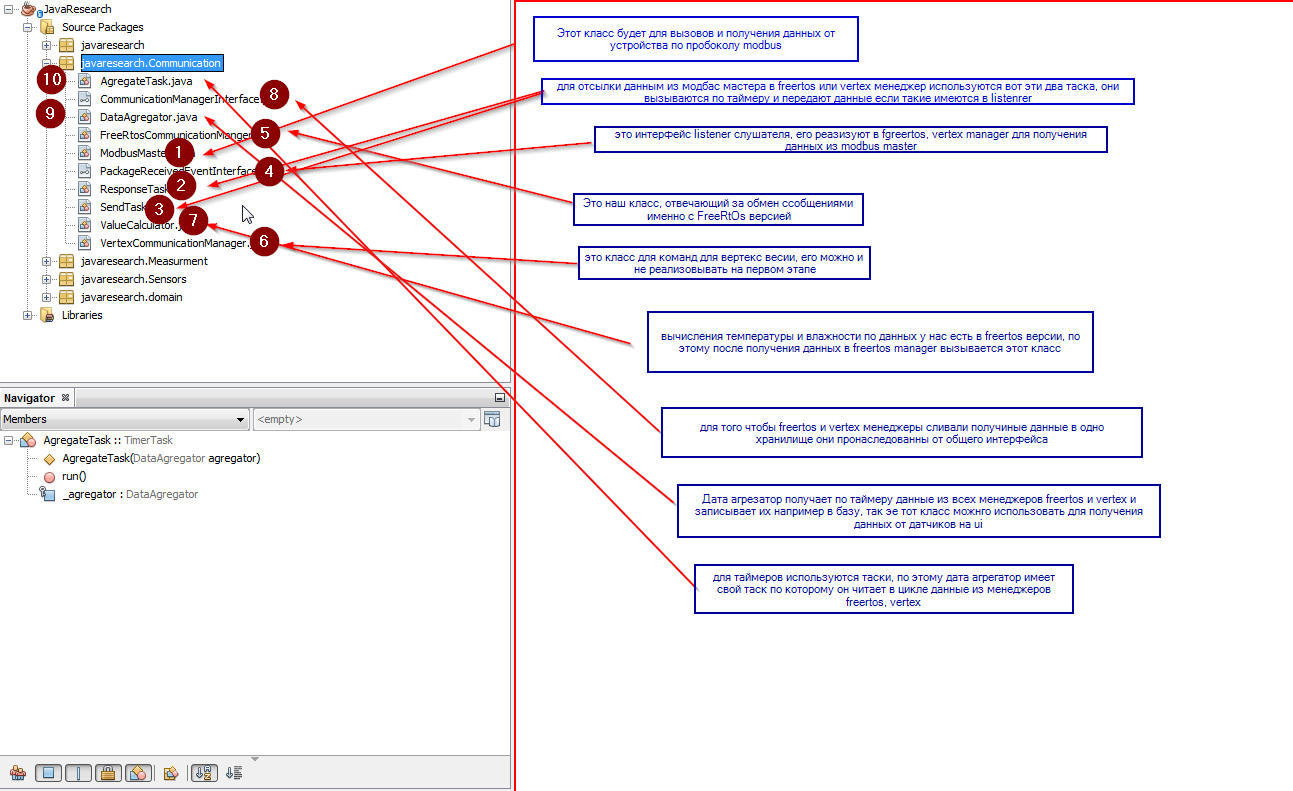 JavaResearch
Source Packages
javaresearch
javaresearch.Communication
10
AgregateTask.java
CommunicationManagerInterface.
8
9
DataAgregator.java
FreeRtosCommunicationManger
5
ModbusMaste
1
PackageReceivedEventInterface
4
ResponseTask
2
SendTask
3
ValueCalculator.j
7
VertexCommunicationManager.
6
javaresearch.Measurment
javaresearch.Sensors
javaresearch.domain
Libraries
Этот класс будет для вызовов и получения данных от
устройства по пробоколу modbus
для отсылки данным из модбас мастера в freertos или vertex менеджер используются вот эти два таска, они
вызываются по таймеру и передают данные если такие имеются в listenrer
это интерфейс listener слушателя, его реазизуют в fgreertos, vertex manager для получения
данных из modbus master
Это наш класс, отвечающий за обмен ссобщениями
именно с FreeRtOs версией
это класс для команд для вертекс весии, его можно и
не реализовывать на первом этапе
вычисления температуры и влажности по данных у нас есть в freertos версии, по
этому после получения данных в freertos manager вызывается этот класс
для того чтобы freertos и vertex менеджеры сливали получиные данные в одно
хранилище они пронаследованны от общего интерфейса
Дата агрезатор получает по таймеру данные из всех менеджеров freertos и vertex и
записывает их например в базу, так эе тот класс можнго использовать для получения
данных от датчиков на ui
для таймеров используются таски, по этому дата агрегатор имеет
свой таск по которому он читает в цикле данные из менеджеров
freertos, vertex
Navigator
Members
<empty>
AgregateTask :: TimerTask
AgregateTask(DataAgregator agregator)
run()
_agregator : DataAgregator